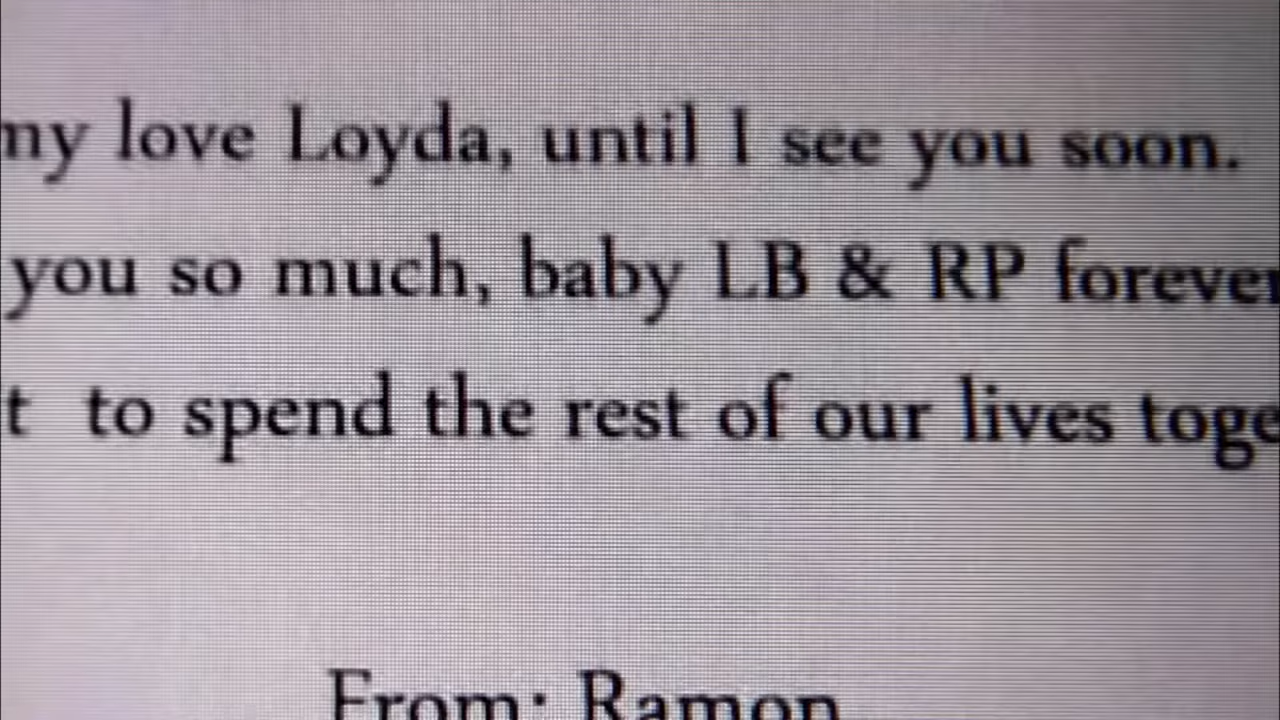 my love Loyda, until I see you soon.
you so much, baby LB & RP forever
t to spend the rest of our lives toge
From: Ramon